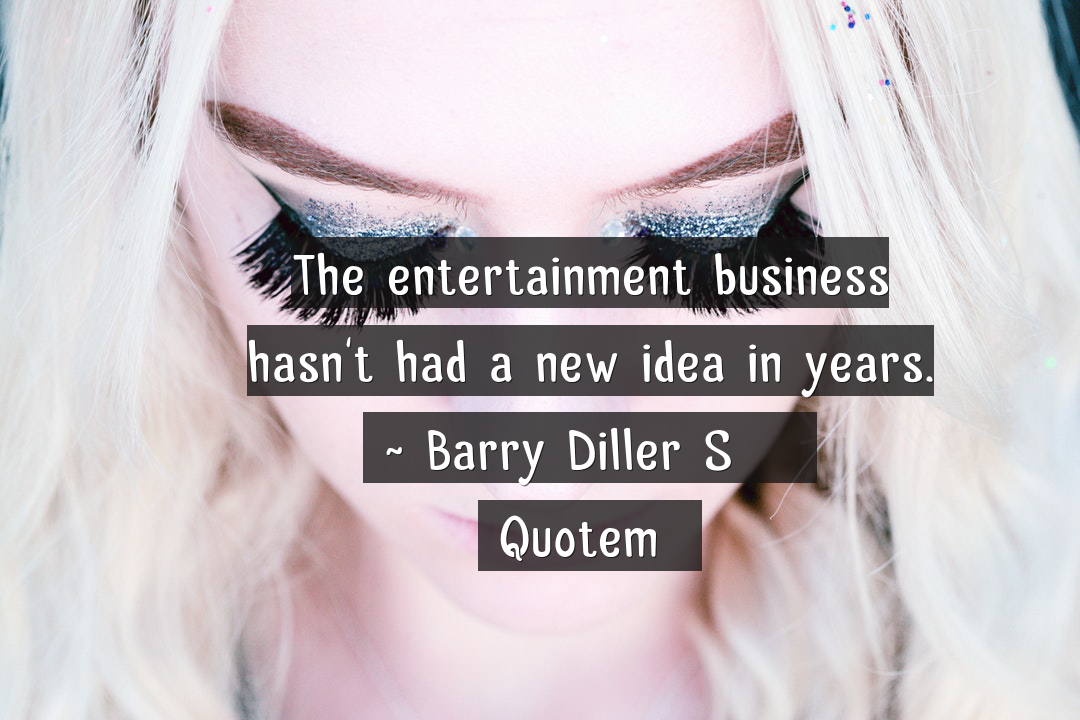 The entertainment business
hasn't had a new idea in years.
~ Barry Diller S
Quotem